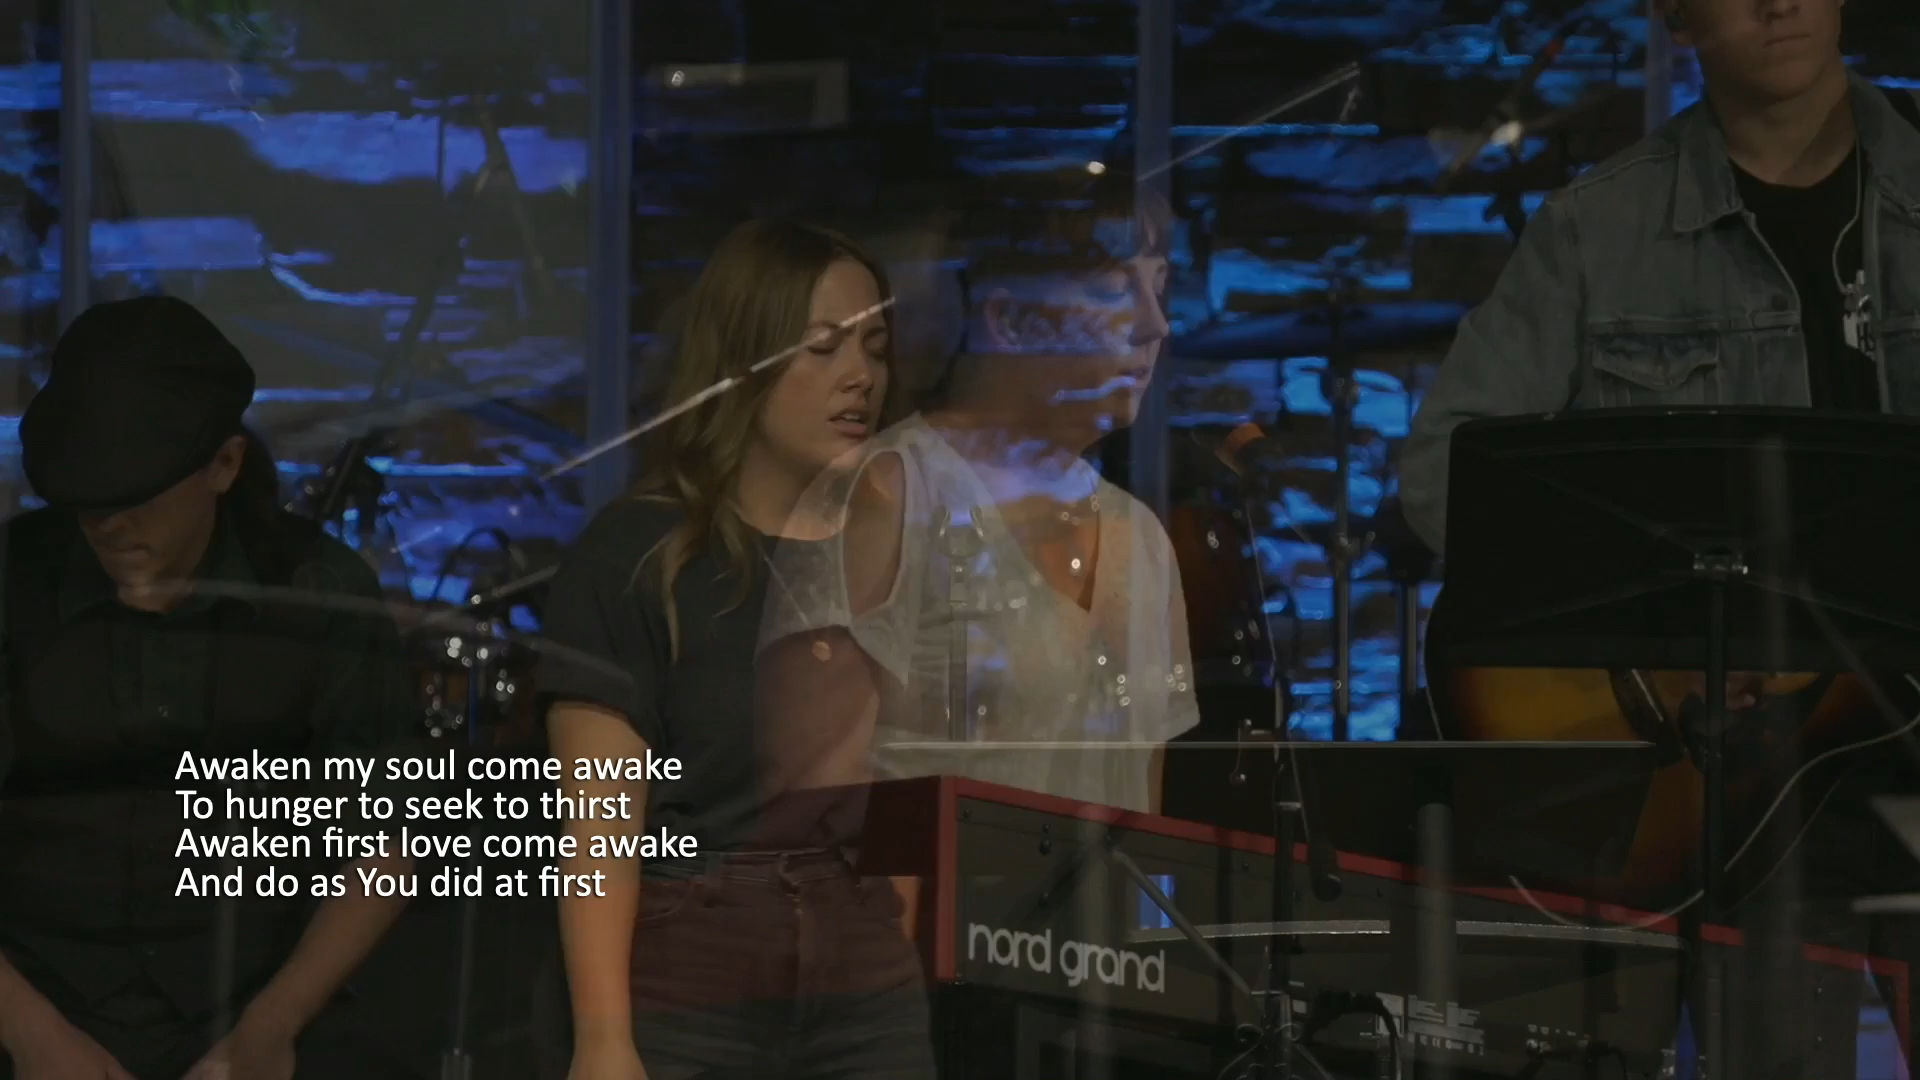 Awaken my soul come awake
To hunger to seek to thirst
Awaken first love come awake
And do as You did at first
nord grand